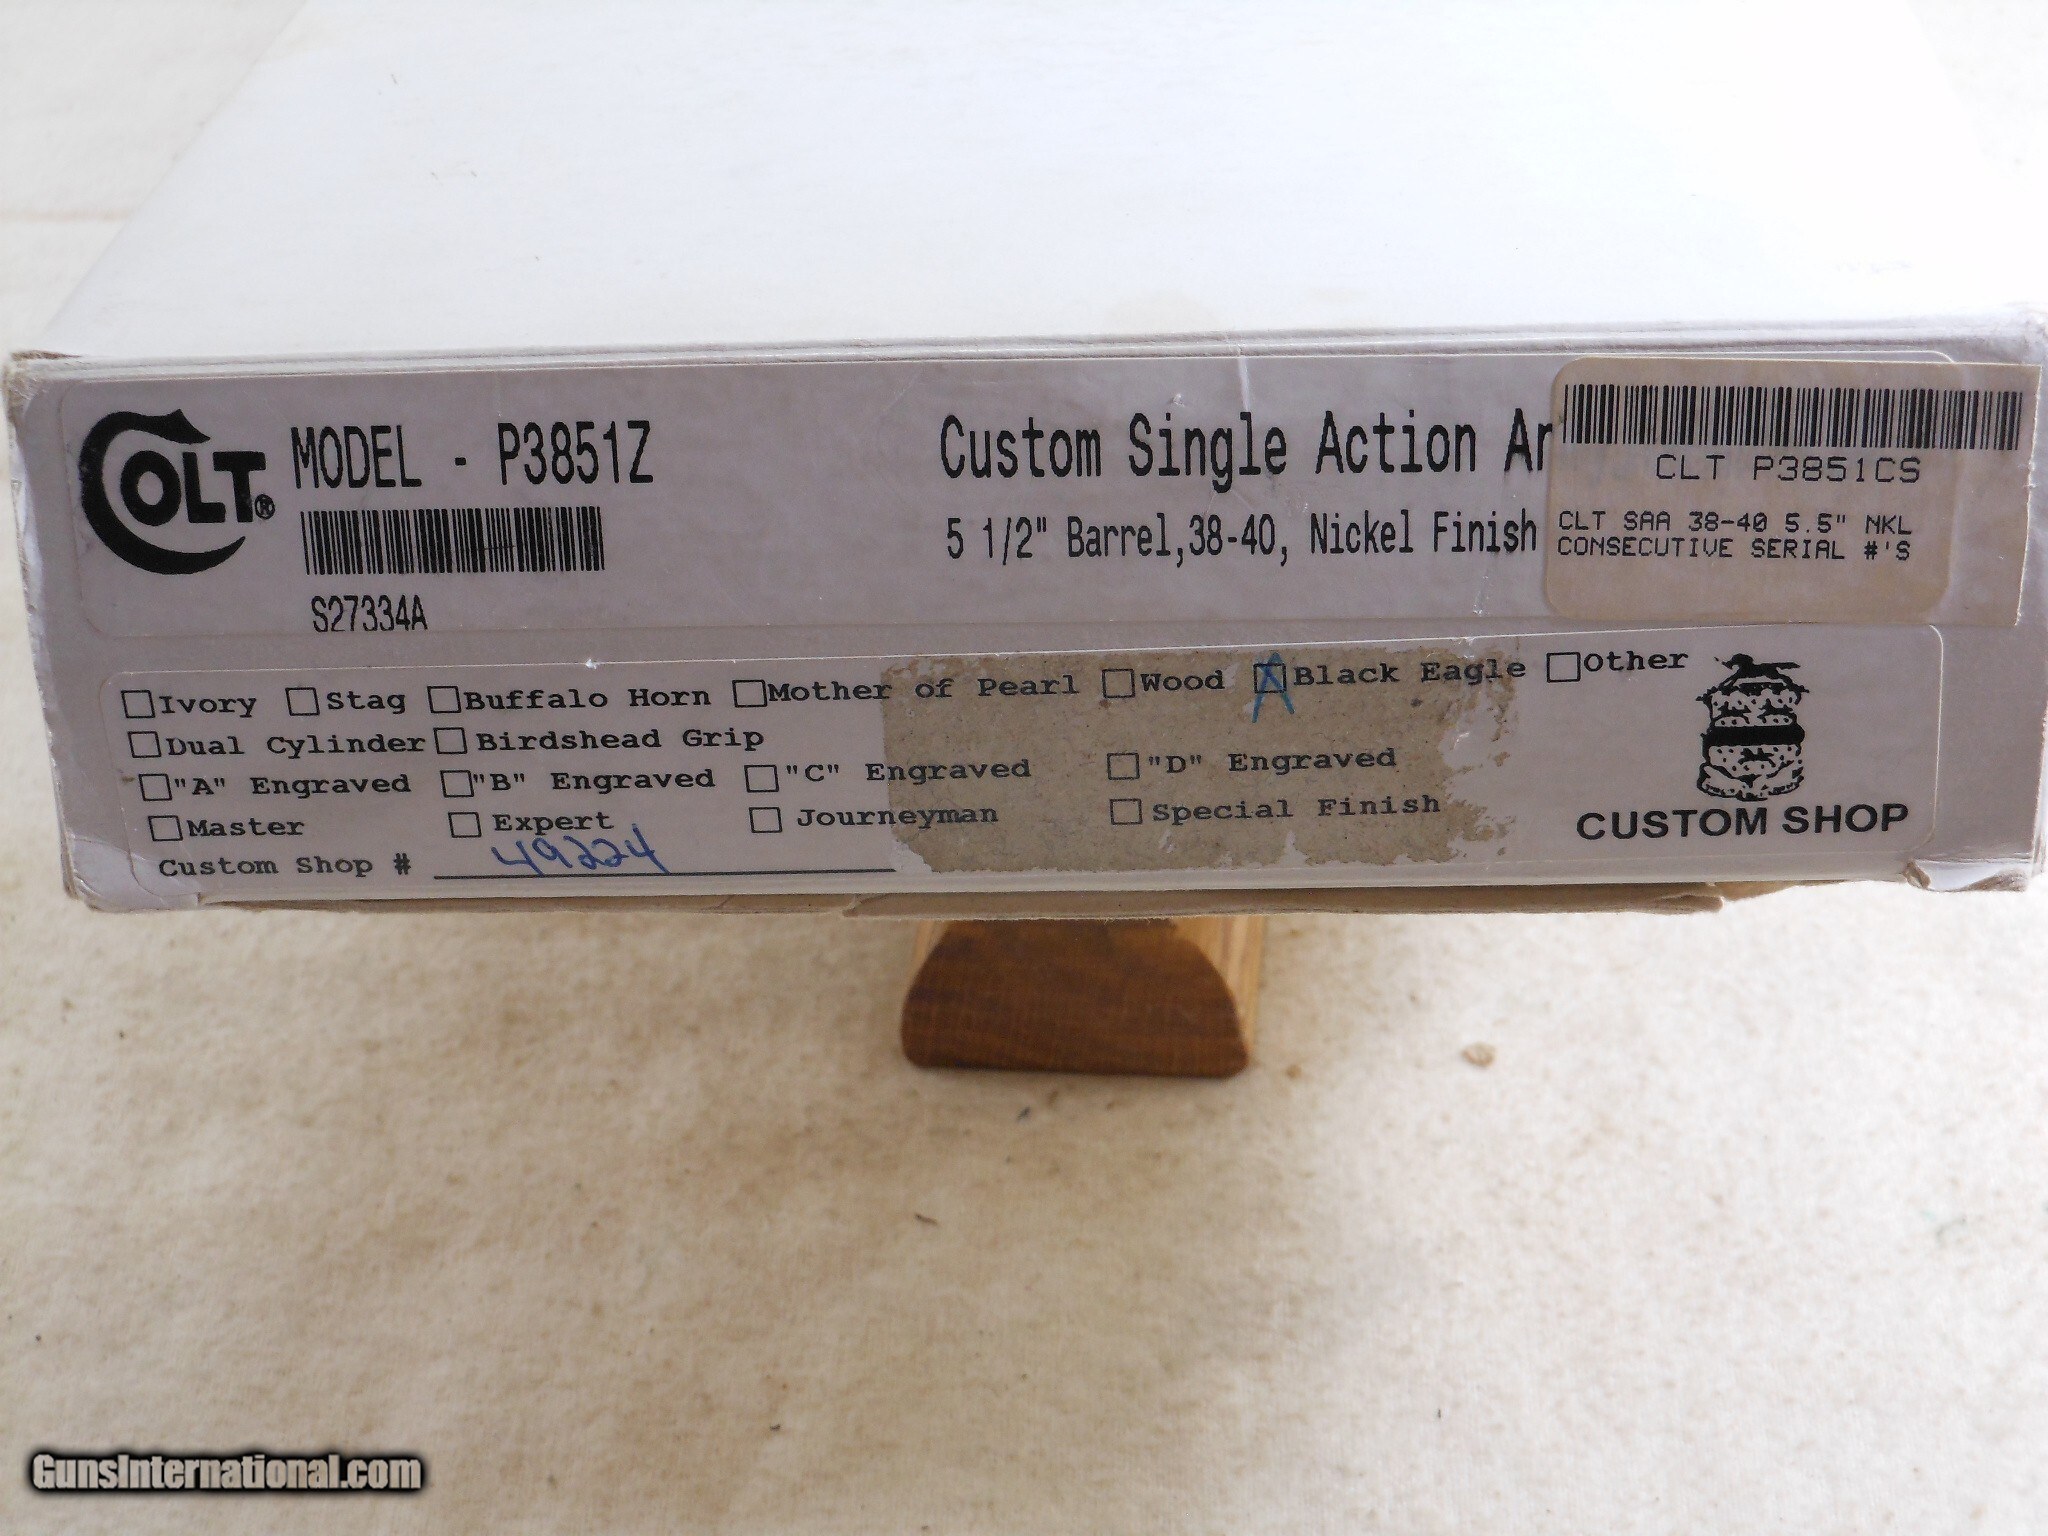 COLT®
MODEL - P3851Z
S27334A
Custom Single Action Ar
5 1/2" Barrel,38-40, Nickel Finish
CLT P3851CS
CLT SAA 38-40 5.5" NKL
CONSECUTIVE SERIAL #'S
☐Ivory ☐Stag ☐Buffalo Horn ☐Mother of Pearl ☐Wood ☒Black Eagle ☐Other
☐Dual Cylinder ☐Birdshead Grip
☐"A" Engraved ☐"B" Engraved ☐"C" Engraved ☐"D" Engraved
☐Master ☐Expert ☐Journeyman ☐Special Finish
Custom Shop # 49224
CUSTOM SHOP
GunsInternational.com